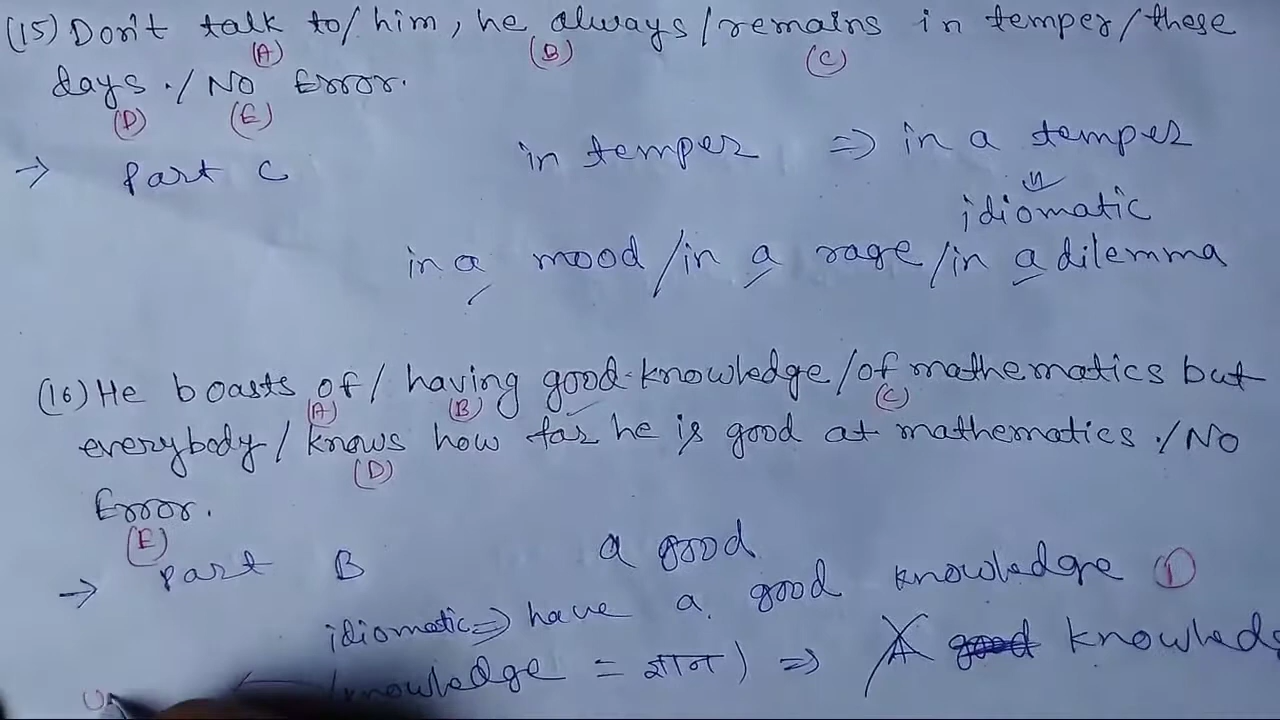 (15) Don't talk to/ him, he always/remains in temper/these
(A) (B) (C)
days ./ No Error.
(D) (E)
→ Part C in temper ⇒ in a temper
idiomatic
in a mood /in a rage /in a dilemma
(16) He boasts of/ having good knowledge/of mathematics but
(A) (B) (C)
everybody/ knows how far he is good at mathematics ./No
(D)
Error.
(E)
→ part B a good
idiomatic⇒ have a good knowledge 1
(knowledge = ज्ञान) ⇒ A good knowled